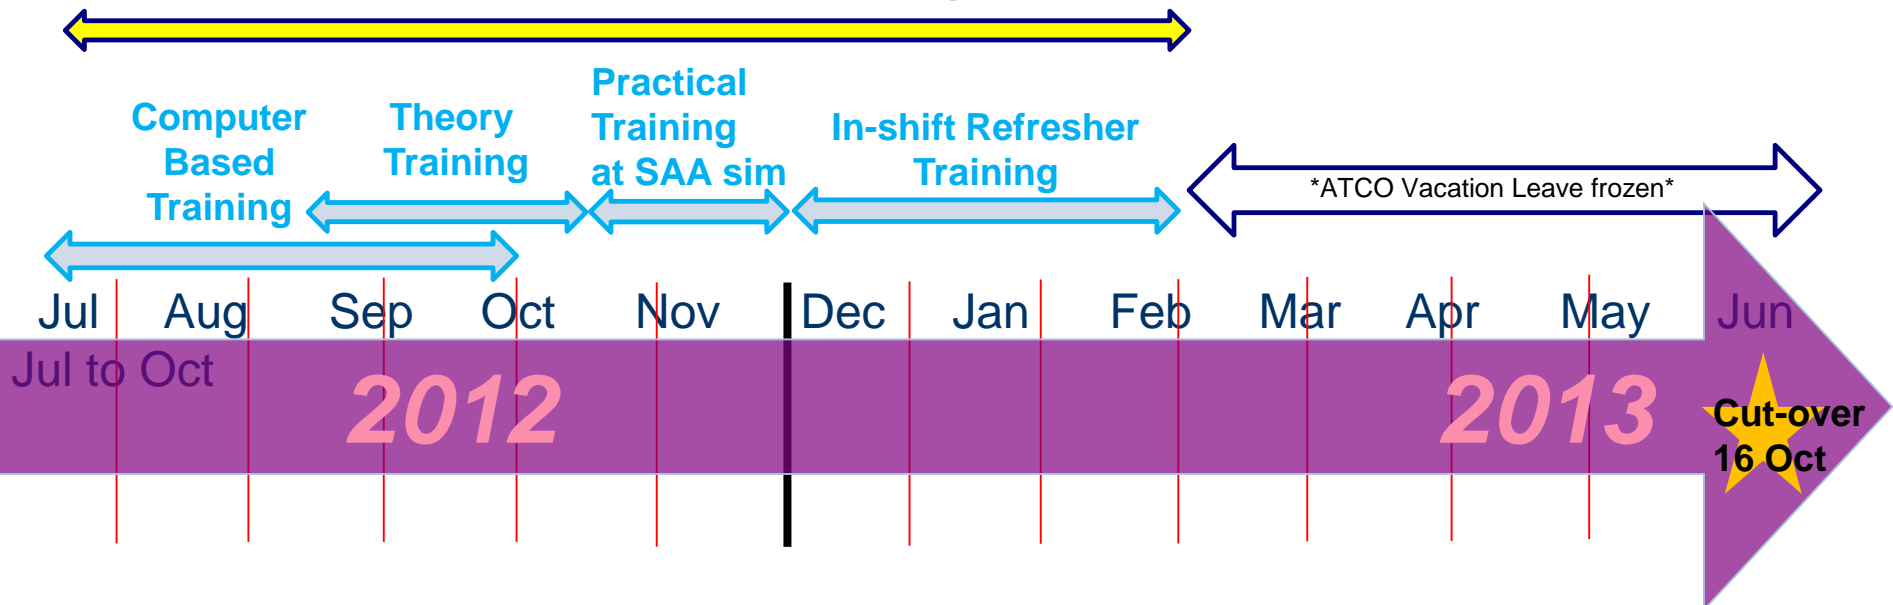 Practical
Training
at SAA sim
Computer
Based
Training
Theory
Training
In-shift Refresher
Training
*ATCO Vacation Leave frozen*
Jul Aug Sep Oct Nov Dec Jan Feb Mar Apr May Jun
Jul to Oct
2012
2013
Cut-over
16 Oct